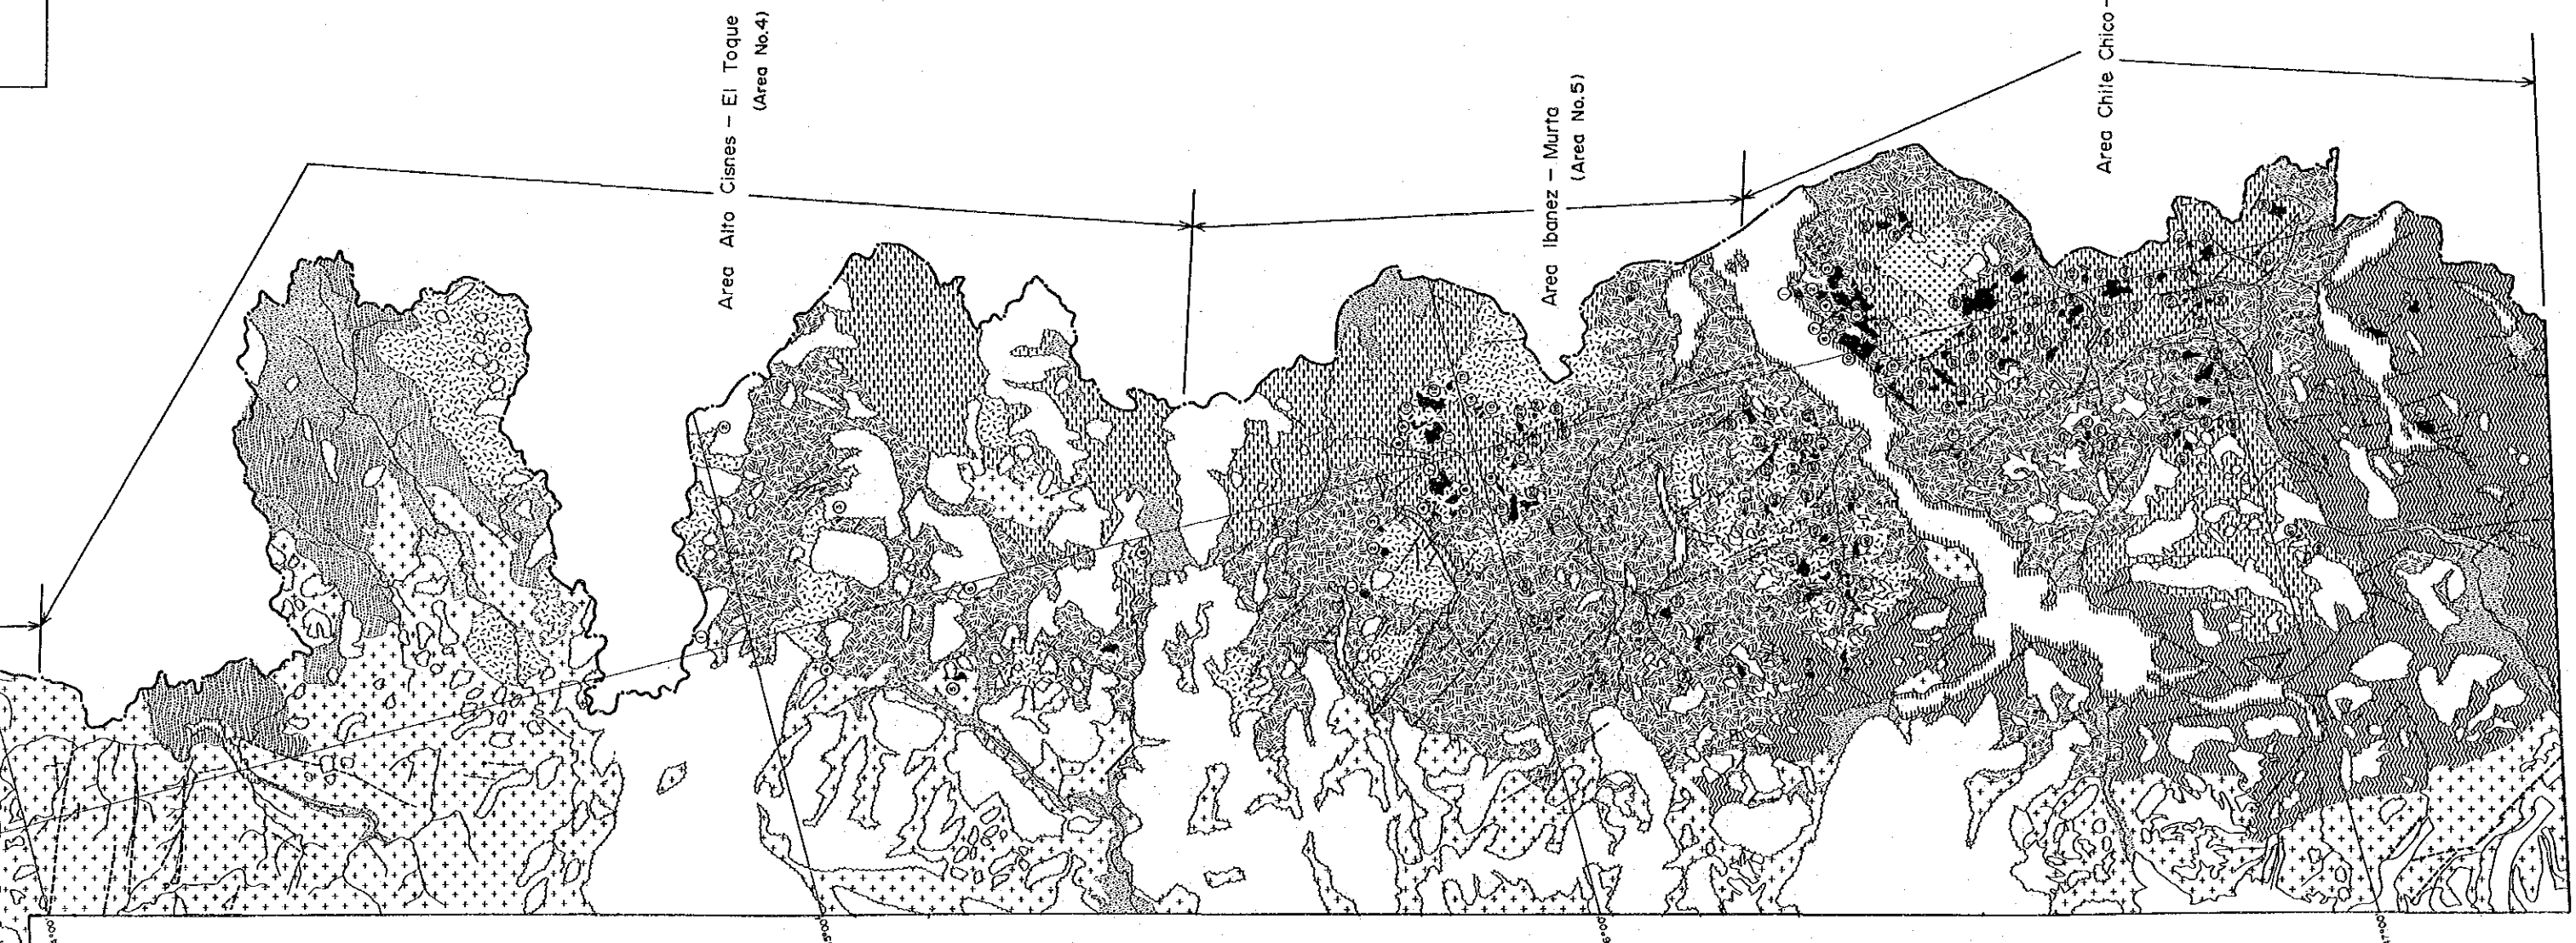 Area Alto Cisnes – El Toque
(Area No.4)
Area Ibanez – Murta
(Area No.5)
Area Chile Chico –